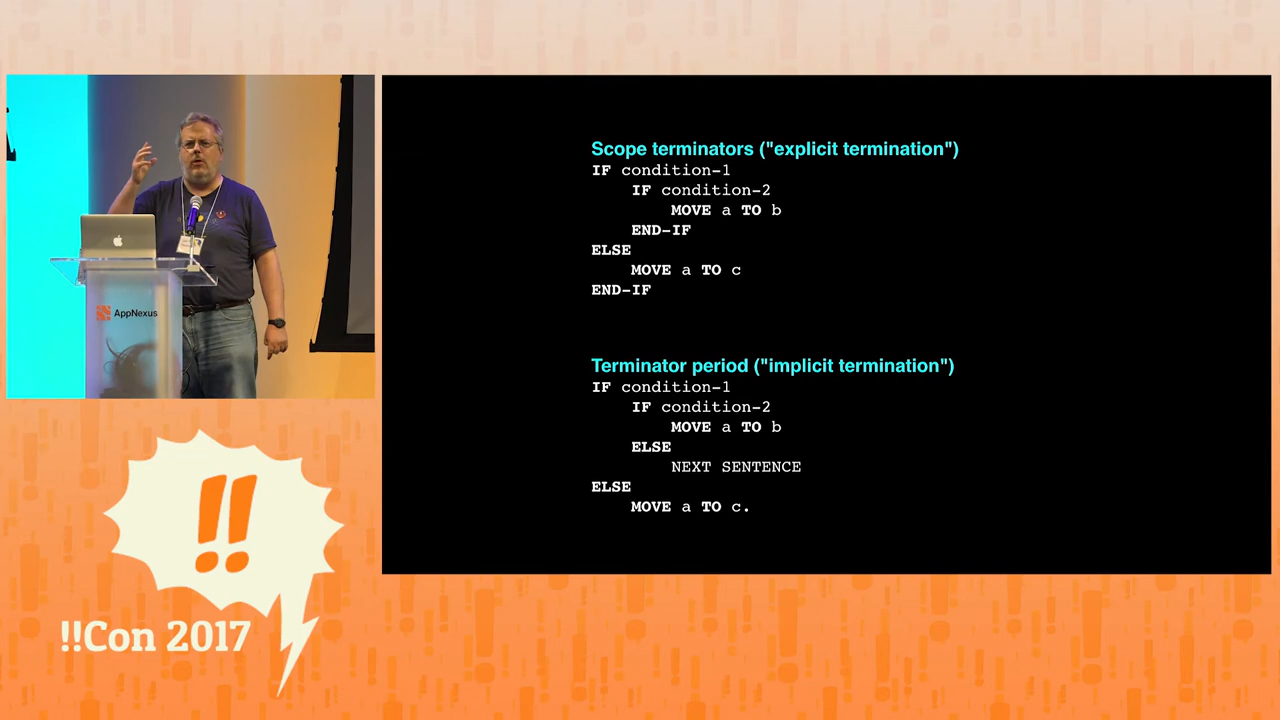 AppNexus
!!
!!Con 2017
Scope terminators ("explicit termination")
IF condition-1
IF condition-2
MOVE a TO b
END-IF
ELSE
MOVE a TO c
END-IF
Terminator period ("implicit termination")
IF condition-1
IF condition-2
MOVE a TO b
ELSE
NEXT SENTENCE
ELSE
MOVE a TO c.